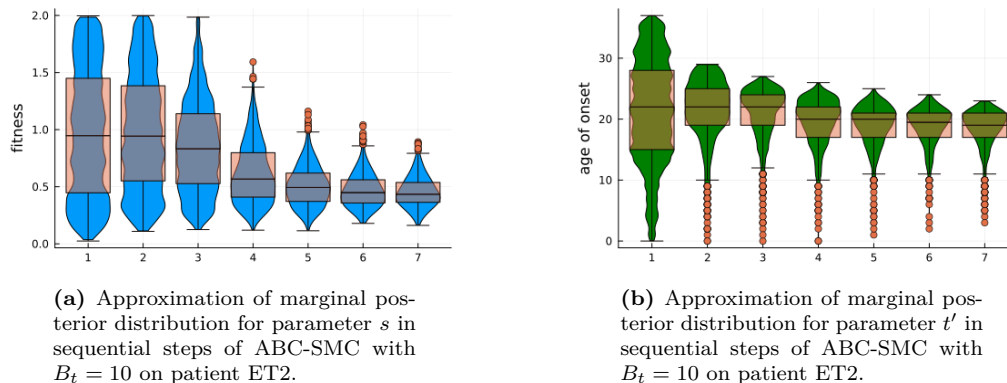 2.0
1.5
1.0
0.5
0.0
fitness
1 2 3 4 5 6 7
(a) Approximation of marginal pos-
terior distribution for parameter s in
sequential steps of ABC-SMC with
B_t = 10 on patient ET2.
30
20
10
0
age of onset
1 2 3 4 5 6 7
(b) Approximation of marginal pos-
terior distribution for parameter t′ in
sequential steps of ABC-SMC with
B_t = 10 on patient ET2.